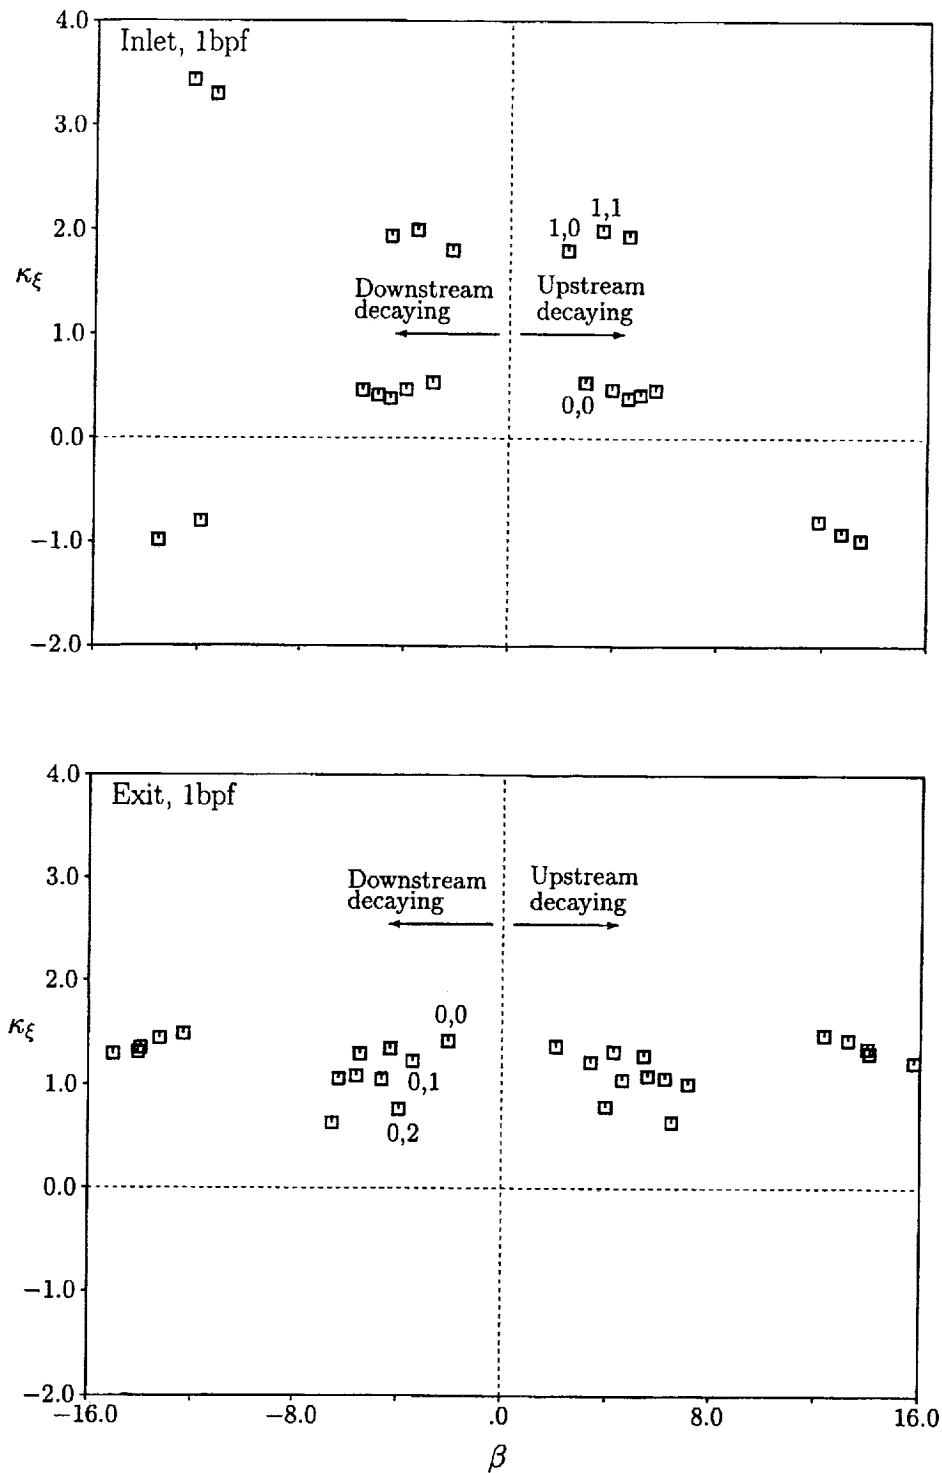 4.0
Inlet, 1bpf
3.0
1,1
2.0
1,0
κξ
Downstream
decaying
Upstream
decaying
1.0
0,0
0.0
−1.0
−2.0
4.0
Exit, 1bpf
3.0
Downstream
decaying
Upstream
decaying
2.0
κξ
0,0
1.0
0,1
0,2
0.0
−1.0
−2.0
−16.0 −8.0 .0 8.0 16.0
β